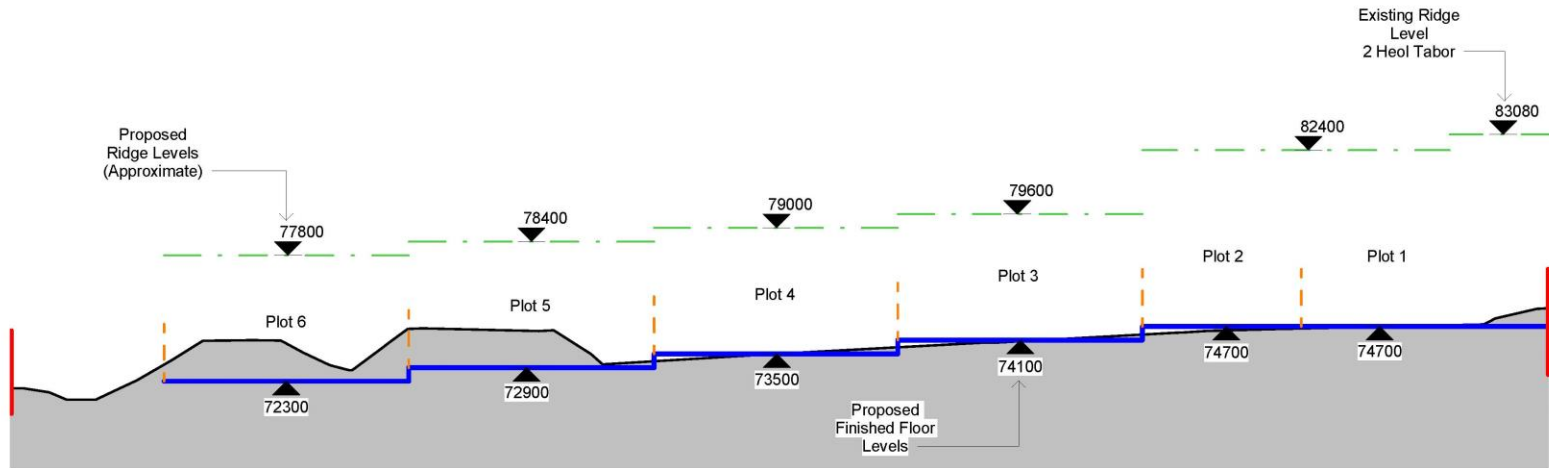 Existing Ridge
Level
2 Heol Tabor
83080
82400
Proposed
Ridge Levels
(Approximate)
77800
78400
79000
79600
Plot 6
Plot 5
Plot 4
Plot 3
Plot 2
Plot 1
72300
72900
73500
74100
74700
74700
Proposed
Finished Floor
Levels